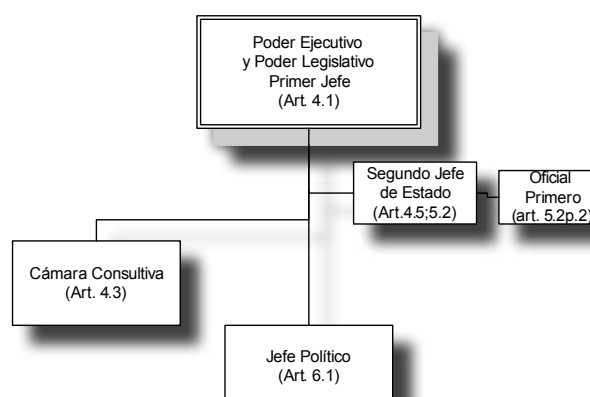 Poder Ejecutivo
y Poder Legislativo
Primer Jefe
(Art. 4.1)
Segundo Jefe
de Estado
(Art.4.5;5.2)
Oficial
Primero
(art. 5.2p.2)
Cámara Consultiva
(Art. 4.3)
Jefe Político
(Art. 6.1)